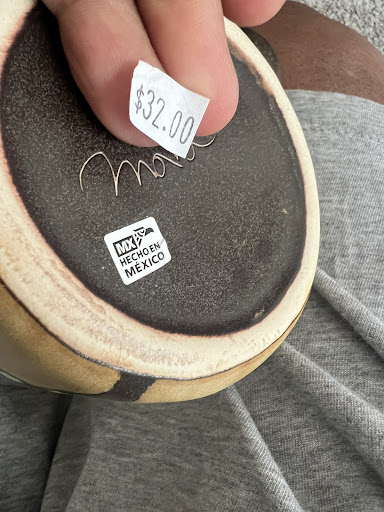 $32.00
MX
HECHO EN
MÉXICO